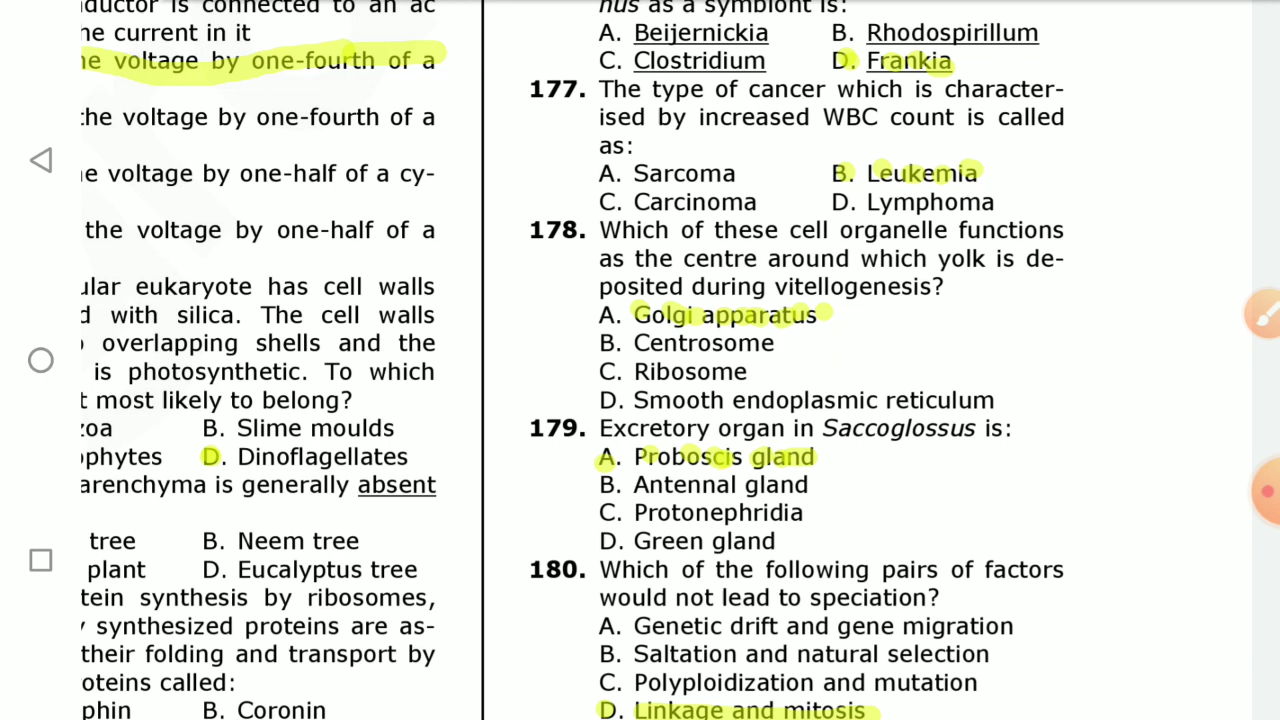 ductor is connected to an ac
he current in it
he voltage by one-fourth of a
the voltage by one-fourth of a
e voltage by one-half of a cy-
the voltage by one-half of a
ular eukaryote has cell walls
d with silica. The cell walls
overlapping shells and the
is photosynthetic. To which
t most likely to belong?
zoa B. Slime moulds
ophytes D. Dinoflagellates
arenchyma is generally absent
tree B. Neem tree
plant D. Eucalyptus tree
tein synthesis by ribosomes,
synthesized proteins are as-
their folding and transport by
oteins called:
phin B. Coronin
nus as a symbiont is:
A. Beijernickia B. Rhodospirillum
C. Clostridium D. Frankia
177. The type of cancer which is character-
ised by increased WBC count is called
as:
A. Sarcoma B. Leukemia
C. Carcinoma D. Lymphoma
178. Which of these cell organelle functions
as the centre around which yolk is de-
posited during vitellogenesis?
A. Golgi apparatus
B. Centrosome
C. Ribosome
D. Smooth endoplasmic reticulum
179. Excretory organ in Saccoglossus is:
A. Proboscis gland
B. Antennal gland
C. Protonephridia
D. Green gland
180. Which of the following pairs of factors
would not lead to speciation?
A. Genetic drift and gene migration
B. Saltation and natural selection
C. Polyploidization and mutation
D. Linkage and mitosis